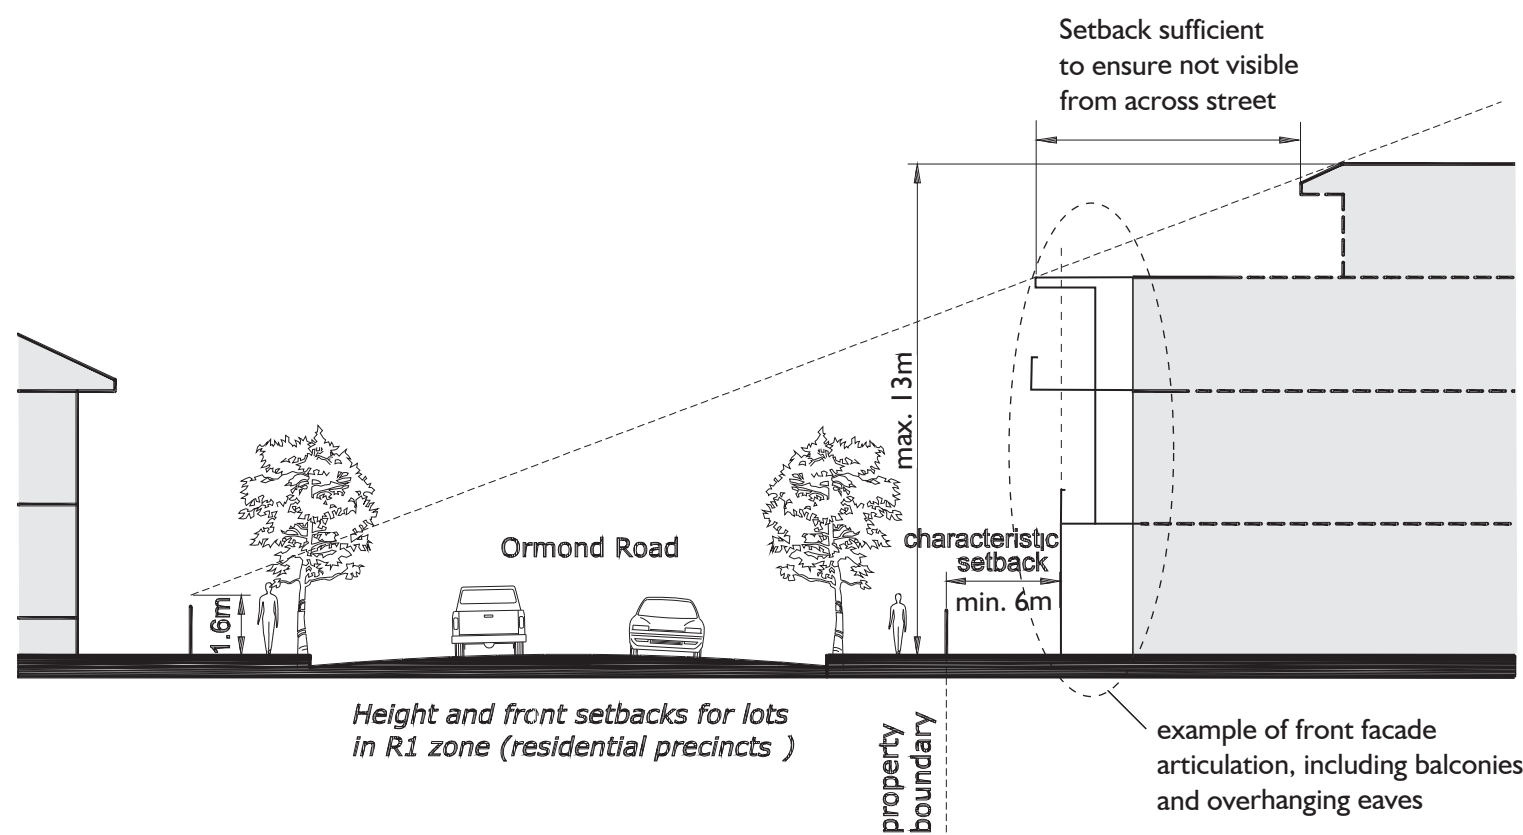 Setback sufficient
to ensure not visible
from across street
max. 13m
Ormond Road
characteristic
setback
min. 6m
1.6m
Height and front setbacks for lots
in R1 zone (residential precincts )
property
boundary
example of front facade
articulation, including balconies
and overhanging eaves